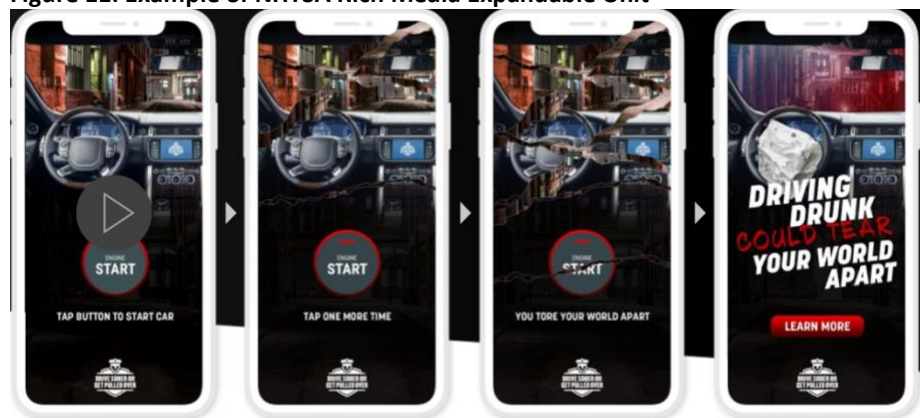 Figure 11: Example of NHTSA Rich Media Expandable Unit
ENGINE
START
TAP BUTTON TO START CAR
DRIVE SOBER OR
GET PULLED OVER
ENGINE
START
TAP ONE MORE TIME
DRIVE SOBER OR
GET PULLED OVER
ENGINE
START
YOU TORE YOUR WORLD APART
DRIVE SOBER OR
GET PULLED OVER
DRIVING
DRUNK
COULD TEAR
YOUR WORLD
APART
LEARN MORE
DRIVE SOBER OR
GET PULLED OVER